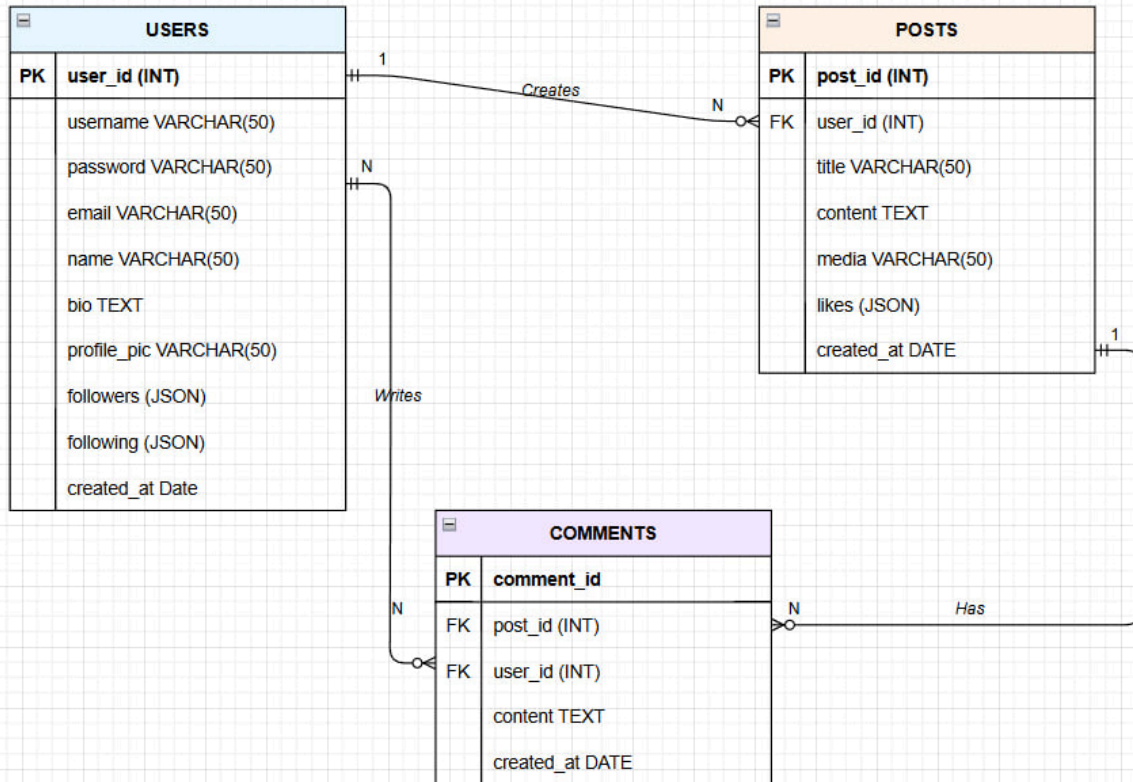 USERS
PK user_id (INT)
username VARCHAR(50)
password VARCHAR(50)
email VARCHAR(50)
name VARCHAR(50)
bio TEXT
profile_pic VARCHAR(50)
followers (JSON)
following (JSON)
created_at Date
1
Creates
N
POSTS
PK post_id (INT)
FK user_id (INT)
title VARCHAR(50)
content TEXT
media VARCHAR(50)
likes (JSON)
created_at DATE
1
N
Writes
N
COMMENTS
PK comment_id
FK post_id (INT)
FK user_id (INT)
content TEXT
created_at DATE
N
Has